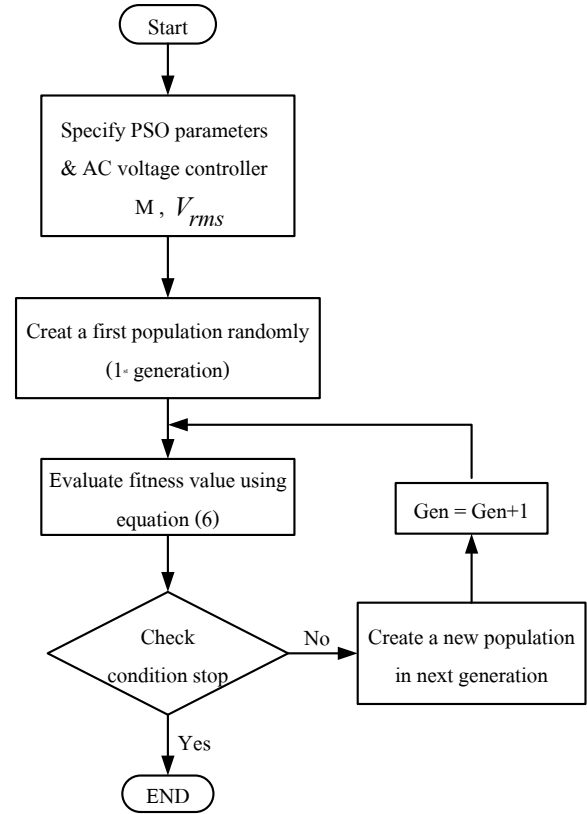 Start
Specify PSO parameters
& AC voltage controller
M , V_rms
Creat a first population randomly
(1st generation)
Evaluate fitness value using
equation (6)
Gen = Gen+1
Check
condition stop
No
Create a new population
in next generation
Yes
END